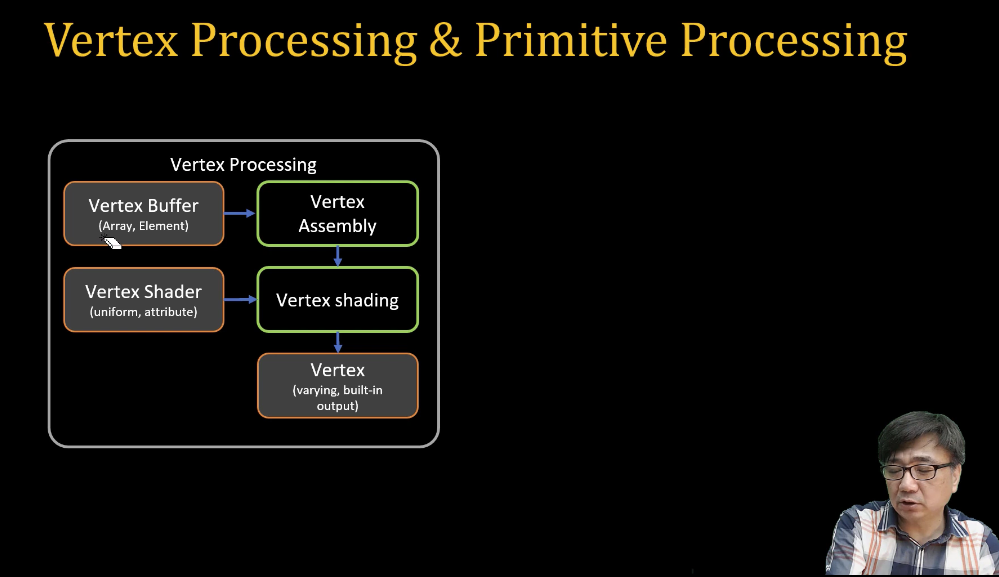 Vertex Processing & Primitive Processing
Vertex Processing
Vertex Buffer
(Array, Element)
Vertex
Assembly
Vertex Shader
(uniform, attribute)
Vertex shading
Vertex
(varying, built-in
output)